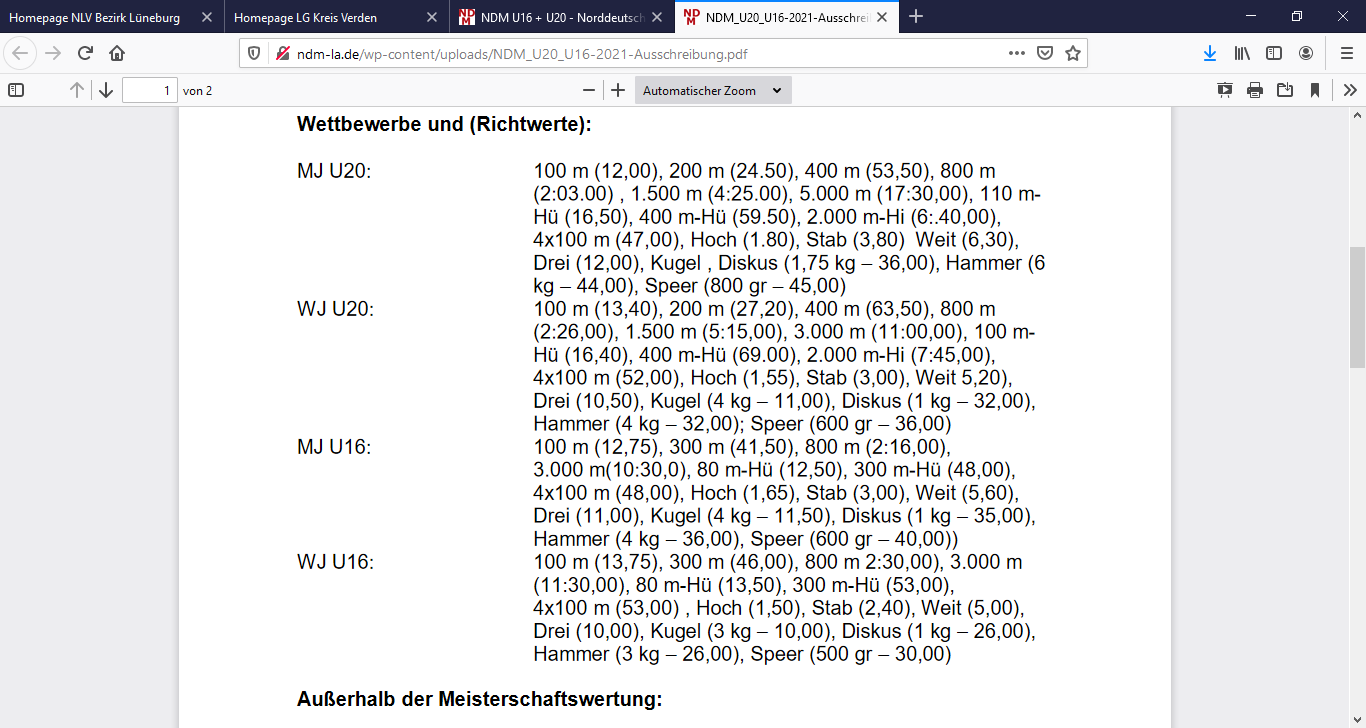 Homepage NLV Bezirk Lüneburg
Homepage LG Kreis Verden
NDM U16 + U20 - Norddeutsch
NDM_U20_U16-2021-Ausschrei
ndm-la.de/wp-content/uploads/NDM_U20_U16-2021-Ausschreibung.pdf
1 von 2
Automatischer Zoom
Wettbewerbe und (Richtwerte):
MJ U20: 100 m (12,00), 200 m (24.50), 400 m (53,50), 800 m
(2:03.00) , 1.500 m (4:25.00), 5.000 m (17:30,00), 110 m-
Hü (16,50), 400 m-Hü (59.50), 2.000 m-Hi (6:.40,00),
4x100 m (47,00), Hoch (1.80), Stab (3,80) Weit (6,30),
Drei (12,00), Kugel , Diskus (1,75 kg – 36,00), Hammer (6
kg – 44,00), Speer (800 gr – 45,00)
WJ U20: 100 m (13,40), 200 m (27,20), 400 m (63,50), 800 m
(2:26,00), 1.500 m (5:15,00), 3.000 m (11:00,00), 100 m-
Hü (16,40), 400 m-Hü (69.00), 2.000 m-Hi (7:45,00),
4x100 m (52,00), Hoch (1,55), Stab (3,00), Weit 5,20),
Drei (10,50), Kugel (4 kg – 11,00), Diskus (1 kg – 32,00),
Hammer (4 kg – 32,00); Speer (600 gr – 36,00)
MJ U16: 100 m (12,75), 300 m (41,50), 800 m (2:16,00),
3.000 m(10:30,0), 80 m-Hü (12,50), 300 m-Hü (48,00),
4x100 m (48,00), Hoch (1,65), Stab (3,00), Weit (5,60),
Drei (11,00), Kugel (4 kg – 11,50), Diskus (1 kg – 35,00),
Hammer (4 kg – 36,00), Speer (600 gr – 40,00))
WJ U16: 100 m (13,75), 300 m (46,00), 800 m 2:30,00), 3.000 m
(11:30,00), 80 m-Hü (13,50), 300 m-Hü (53,00),
4x100 m (53,00) , Hoch (1,50), Stab (2,40), Weit (5,00),
Drei (10,00), Kugel (3 kg – 10,00), Diskus (1 kg – 26,00),
Hammer (3 kg – 26,00), Speer (500 gr – 30,00)
Außerhalb der Meisterschaftswertung: